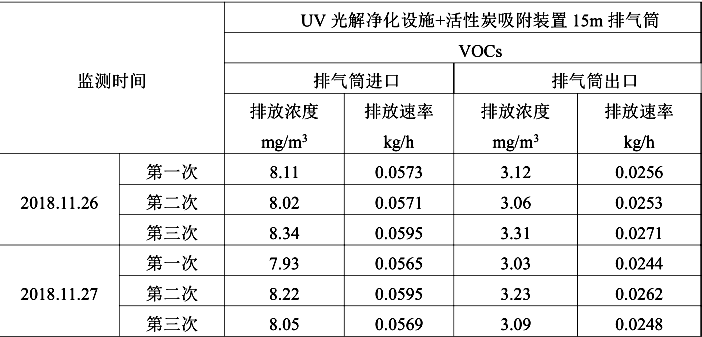 监测时间
UV 光解净化设施+活性炭吸附装置 15m 排气筒
VOCs
排气筒进口 排气筒出口
排放浓度 排放速率 排放浓度 排放速率
mg/m³ kg/h mg/m³ kg/h
2018.11.26
第一次 8.11 0.0573 3.12 0.0256
第二次 8.02 0.0571 3.06 0.0253
第三次 8.34 0.0595 3.31 0.0271
2018.11.27
第一次 7.93 0.0565 3.03 0.0244
第二次 8.22 0.0595 3.23 0.0262
第三次 8.05 0.0569 3.09 0.0248